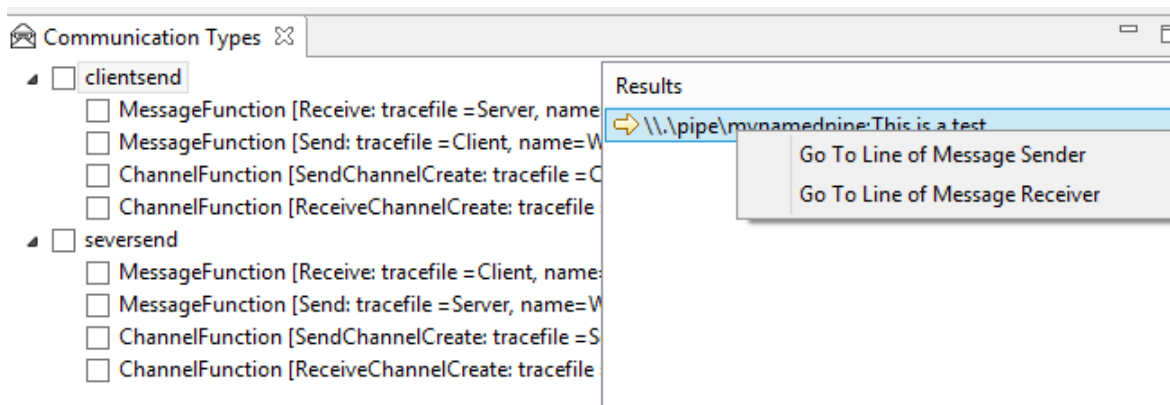 Communication Types
clientsend
MessageFunction [Receive: tracefile =Server, name
MessageFunction [Send: tracefile =Client, name=W
ChannelFunction [SendChannelCreate: tracefile =C
ChannelFunction [ReceiveChannelCreate: tracefile
seversend
MessageFunction [Receive: tracefile =Client, name
MessageFunction [Send: tracefile =Server, name=W
ChannelFunction [SendChannelCreate: tracefile =S
ChannelFunction [ReceiveChannelCreate: tracefile
Results
\\.\pipe\mynamedpipe:This is a test
Go To Line of Message Sender
Go To Line of Message Receiver